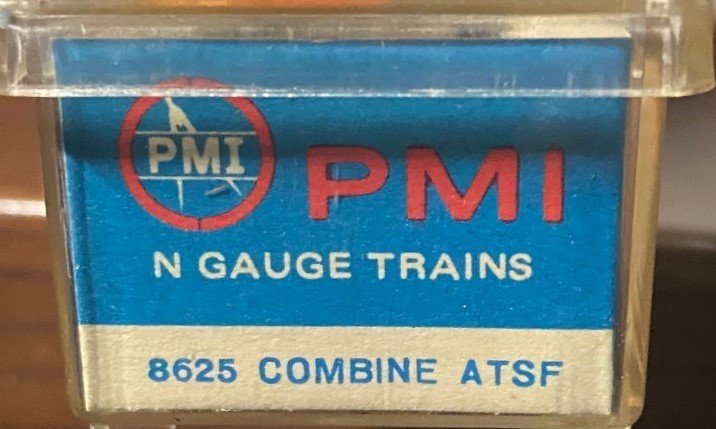 PMI
PMI
N GAUGE TRAINS
8625 COMBINE ATSF